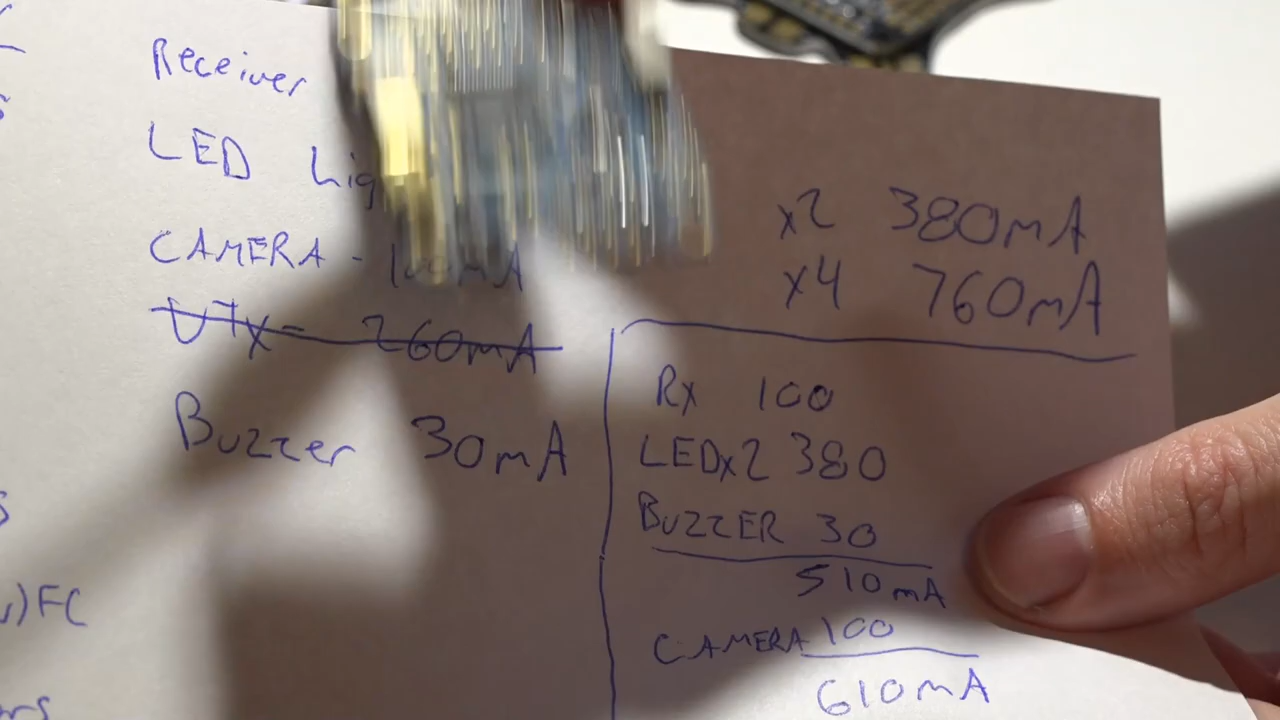 Receiver
LED
CAMERA - 100mA
VTx - 260mA
Buzzer 30mA
x2 380mA
x4 760mA
Rx 100
LEDx2 380
BUZZER 30
510mA
CAMERA 100
610mA
)FC